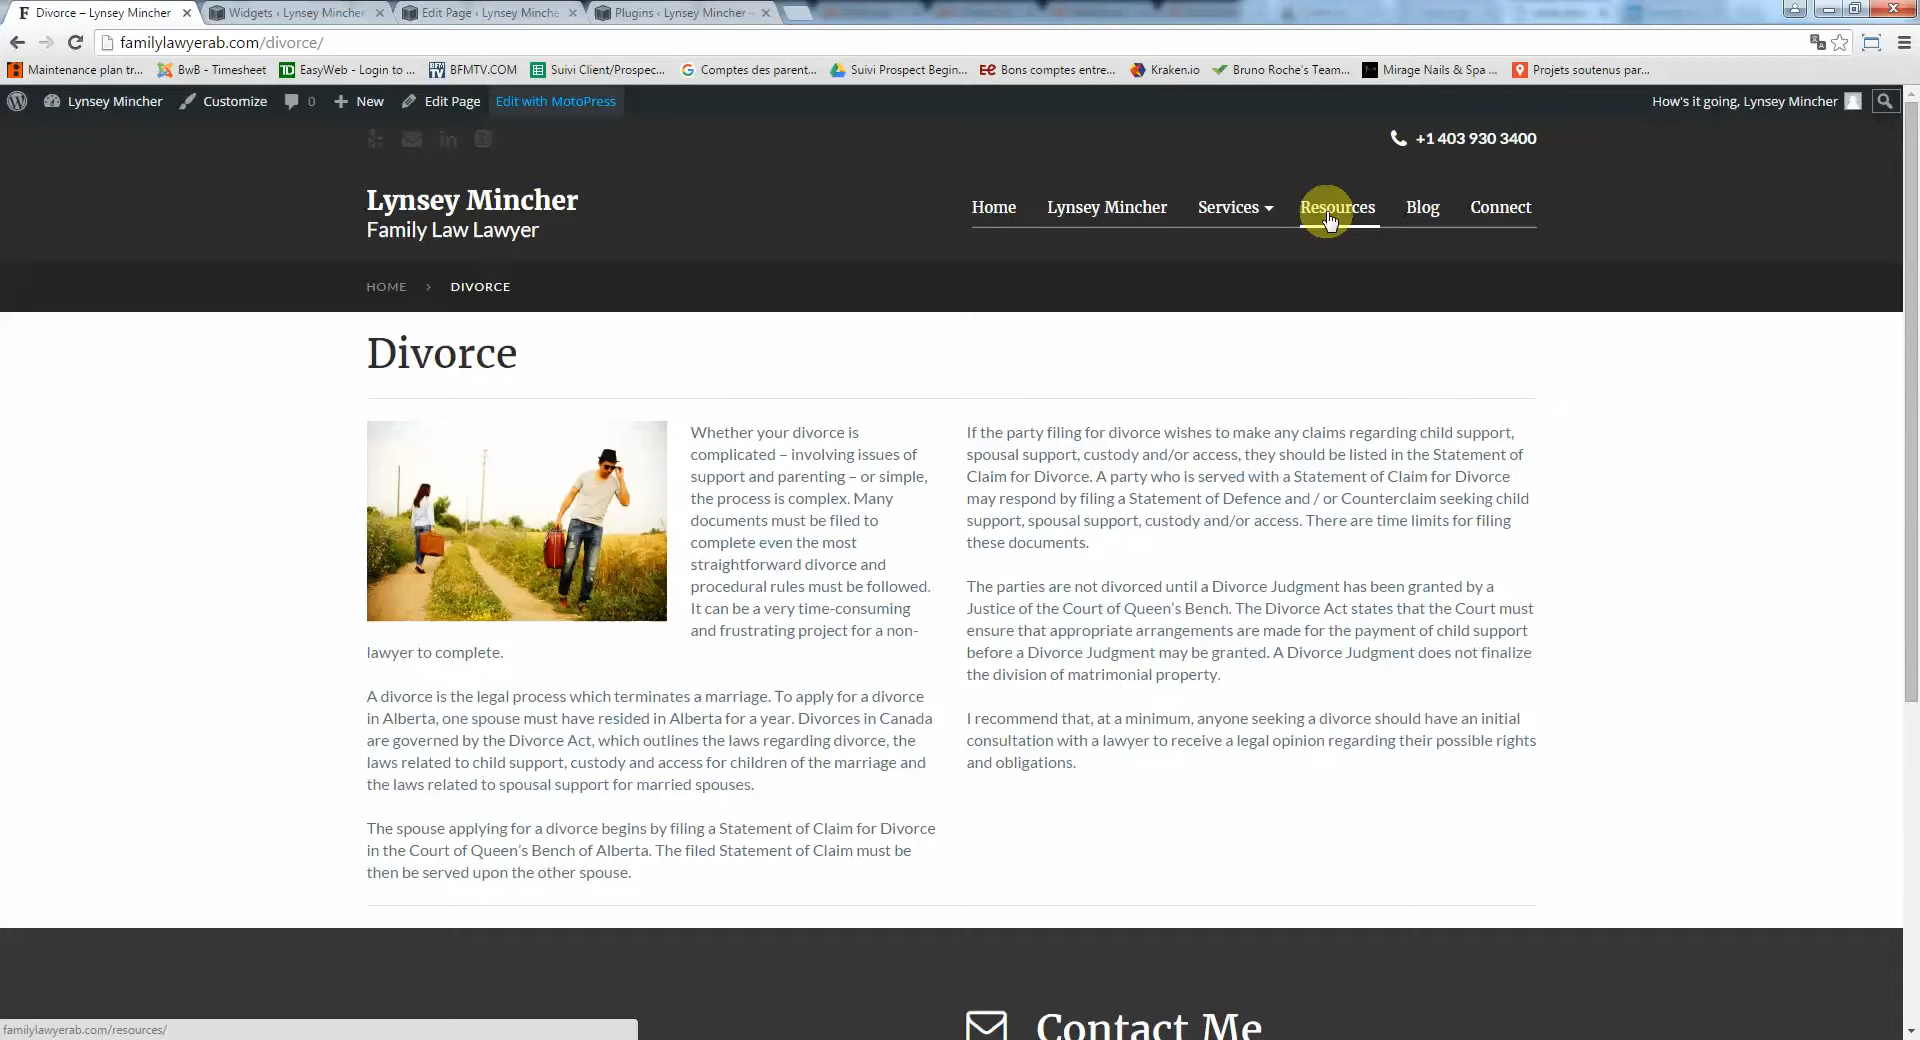 Divorce – Lynsey Mincher
Widgets ‹ Lynsey Mincher
Edit Page ‹ Lynsey Minche
Plugins ‹ Lynsey Mincher –
familylawyerab.com/divorce/
Maintenance plan tr...
BwB - Timesheet
EasyWeb - Login to ...
BFMTV.COM
Suivi Client/Prospec...
Comptes des parent...
Suivi Prospect Begin...
Bons comptes entre...
Kraken.io
Bruno Roche's Team...
Mirage Nails & Spa ...
Projets soutenus par...
Lynsey Mincher
Customize
0
New
Edit Page
Edit with MotoPress
How's it going, Lynsey Mincher
+1 403 930 3400
Lynsey Mincher
Family Law Lawyer
Home
Lynsey Mincher
Services
Resources
Blog
Connect
HOME > DIVORCE
Divorce
Whether your divorce is
complicated – involving issues of
support and parenting – or simple,
the process is complex. Many
documents must be filed to
complete even the most
straightforward divorce and
procedural rules must be followed.
It can be a very time-consuming
and frustrating project for a non-
lawyer to complete.
A divorce is the legal process which terminates a marriage. To apply for a divorce
in Alberta, one spouse must have resided in Alberta for a year. Divorces in Canada
are governed by the Divorce Act, which outlines the laws regarding divorce, the
laws related to child support, custody and access for children of the marriage and
the laws related to spousal support for married spouses.
The spouse applying for a divorce begins by filing a Statement of Claim for Divorce
in the Court of Queen's Bench of Alberta. The filed Statement of Claim must be
then be served upon the other spouse.
If the party filing for divorce wishes to make any claims regarding child support,
spousal support, custody and/or access, they should be listed in the Statement of
Claim for Divorce. A party who is served with a Statement of Claim for Divorce
may respond by filing a Statement of Defence and / or Counterclaim seeking child
support, spousal support, custody and/or access. There are time limits for filing
these documents.
The parties are not divorced until a Divorce Judgment has been granted by a
Justice of the Court of Queen's Bench. The Divorce Act states that the Court must
ensure that appropriate arrangements are made for the payment of child support
before a Divorce Judgment may be granted. A Divorce Judgment does not finalize
the division of matrimonial property.
I recommend that, at a minimum, anyone seeking a divorce should have an initial
consultation with a lawyer to receive a legal opinion regarding their possible rights
and obligations.
Contact Me
familylawyerab.com/resources/